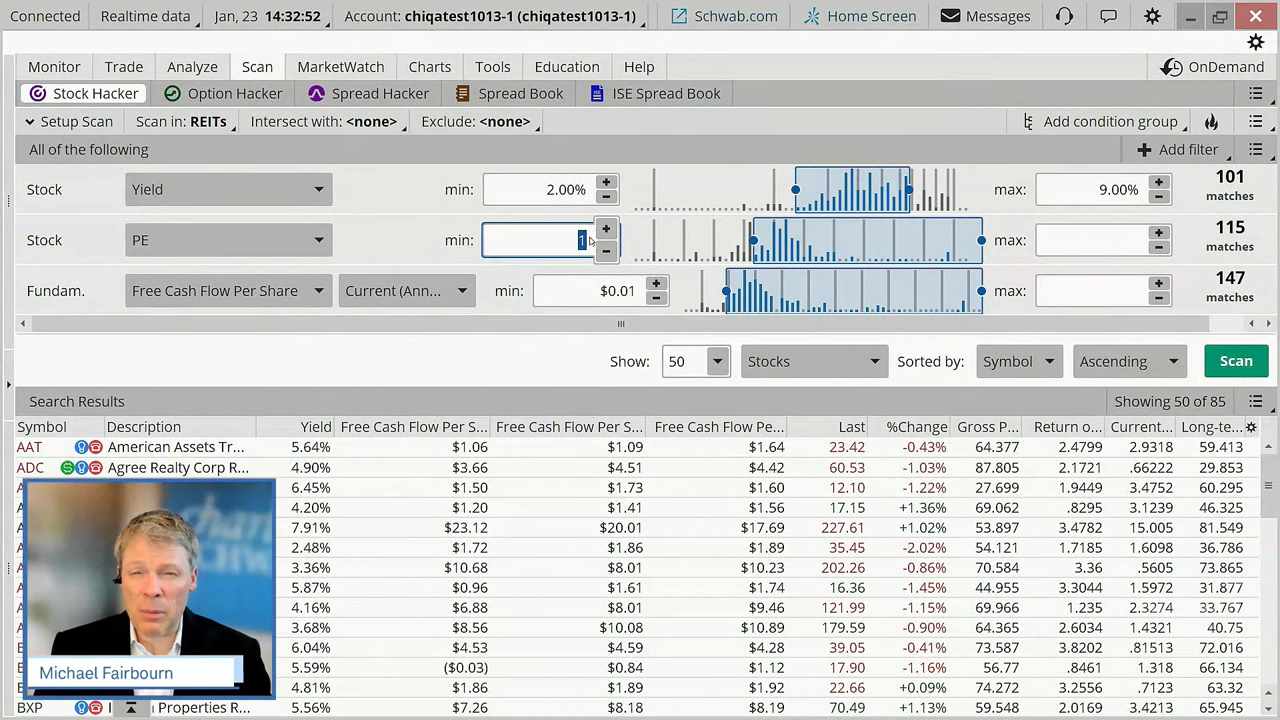 Connected Realtime data Jan, 23 14:32:52 Account: chiqatest1013-1 (chiqatest1013-1) Schwab.com Home Screen Messages
Monitor Trade Analyze Scan MarketWatch Charts Tools Education Help OnDemand
Stock Hacker Option Hacker Spread Hacker Spread Book ISE Spread Book
Setup Scan Scan in: REITs Intersect with: <none> Exclude: <none> Add condition group
All of the following Add filter
Stock Yield min: 2.00% max: 9.00% 101 matches
Stock PE min: 1 max: 115 matches
Fundam. Free Cash Flow Per Share Current (Ann... min: $0.01 max: 147 matches
Show: 50 Stocks Sorted by: Symbol Ascending Scan
Search Results Showing 50 of 85
Symbol Description Yield Free Cash Flow Per S... Free Cash Flow Per S... Free Cash Flow Pe... Last %Change Gross P... Return o... Current... Long-te...
AAT American Assets Tr... 5.64% $1.06 $1.09 $1.64 23.42 -0.43% 64.377 2.4799 2.9318 59.413
ADC Agree Realty Corp R... 4.90% $3.66 $4.51 $4.42 60.53 -1.03% 87.805 2.1721 .66222 29.853
6.45% $1.50 $1.73 $1.60 12.10 -1.22% 27.699 1.9449 3.4752 60.295
4.20% $1.20 $1.41 $1.56 17.15 +1.36% 69.062 .8295 3.1239 46.325
7.91% $23.12 $20.01 $17.69 227.61 +1.02% 53.897 3.4782 15.005 81.549
2.48% $1.72 $1.86 $1.89 35.45 -2.02% 54.121 1.7185 1.6098 36.786
3.36% $10.68 $8.01 $10.23 202.26 -0.86% 70.584 3.36 .5605 73.865
5.87% $0.96 $1.61 $1.74 16.36 -1.45% 44.955 3.3044 1.5972 31.877
4.16% $6.88 $8.01 $9.46 121.99 -1.15% 69.966 1.235 2.3274 33.767
3.68% $8.56 $10.08 $10.89 179.59 -0.90% 64.365 2.6034 1.4321 40.75
6.04% $4.53 $4.59 $4.28 39.05 -0.41% 73.587 3.8202 .81513 72.016
5.59% ($0.03) $0.84 $1.12 17.90 -1.16% 56.77 .8461 1.318 66.134
Michael Fairbourn
4.81% $1.86 $1.89 $1.92 22.66 +0.09% 74.272 3.2556 .7123 63.32
BXP Properties R... 5.56% $7.26 $8.18 $8.19 70.49 +1.13% 59.548 2.0169 3.4213 65.945